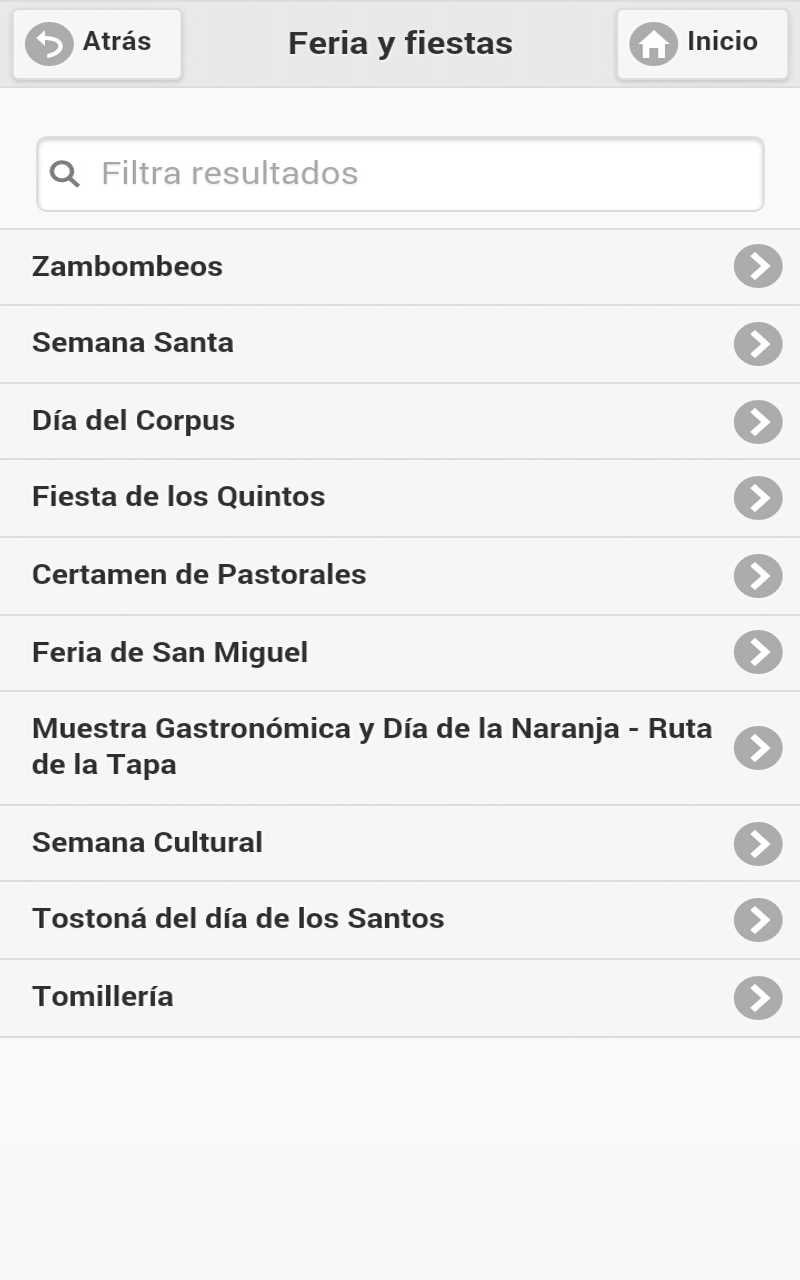 Atrás
Feria y fiestas
Inicio
Filtra resultados
Zambombeos
Semana Santa
Día del Corpus
Fiesta de los Quintos
Certamen de Pastorales
Feria de San Miguel
Muestra Gastronómica y Día de la Naranja - Ruta
de la Tapa
Semana Cultural
Tostoná del día de los Santos
Tomillería